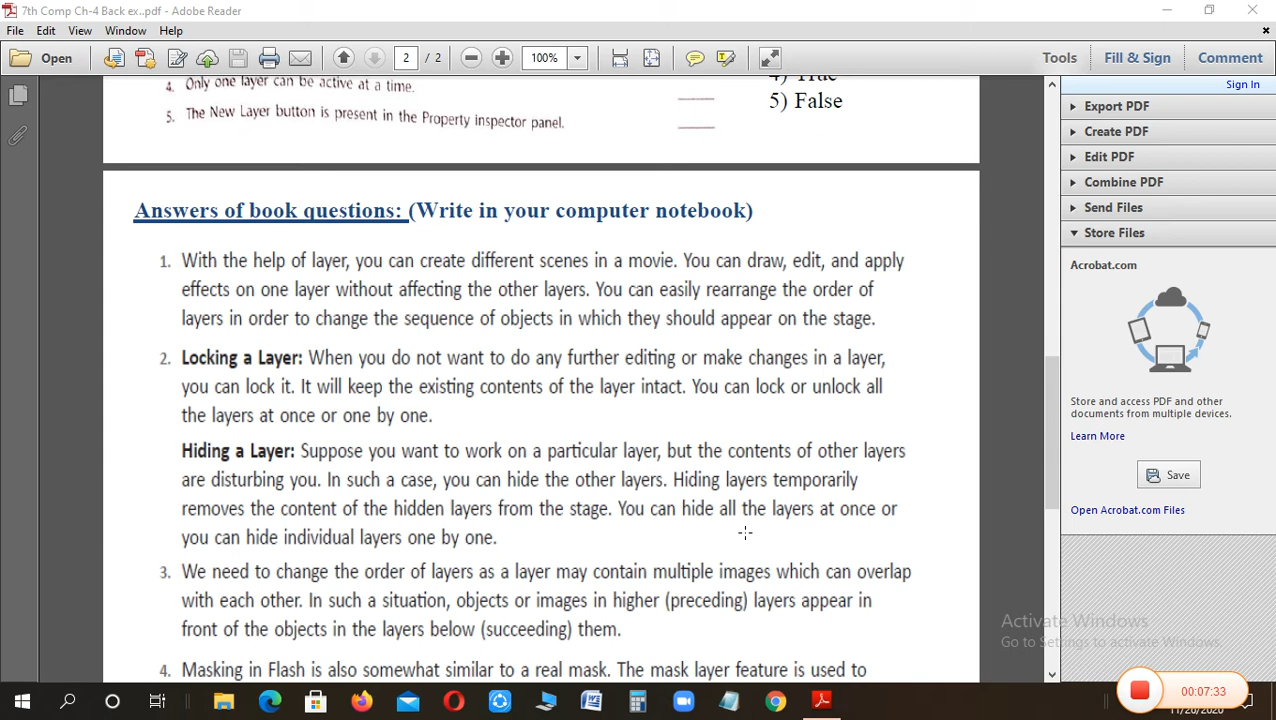 7th Comp Ch-4 Back ex..pdf - Adobe Reader
File Edit View Window Help
Open 2 / 2 100% Tools Fill & Sign Comment
Sign In
4. Only one layer can be active at a time. 4) True
5. The New Layer button is present in the Property inspector panel. 5) False
Answers of book questions: (Write in your computer notebook)
1. With the help of layer, you can create different scenes in a movie. You can draw, edit, and apply
effects on one layer without affecting the other layers. You can easily rearrange the order of
layers in order to change the sequence of objects in which they should appear on the stage.
2. Locking a Layer: When you do not want to do any further editing or make changes in a layer,
you can lock it. It will keep the existing contents of the layer intact. You can lock or unlock all
the layers at once or one by one.
Hiding a Layer: Suppose you want to work on a particular layer, but the contents of other layers
are disturbing you. In such a case, you can hide the other layers. Hiding layers temporarily
removes the content of the hidden layers from the stage. You can hide all the layers at once or
you can hide individual layers one by one.
3. We need to change the order of layers as a layer may contain multiple images which can overlap
with each other. In such a situation, objects or images in higher (preceding) layers appear in
front of the objects in the layers below (succeeding) them.
4. Masking in Flash is also somewhat similar to a real mask. The mask layer feature is used to
Export PDF
Create PDF
Edit PDF
Combine PDF
Send Files
Store Files
Acrobat.com
Store and access PDF and other
documents from multiple devices.
Learn More
Save
Open Acrobat.com Files
Activate Windows
Go to Settings to activate Windows.
00:07:33
11/20/2020